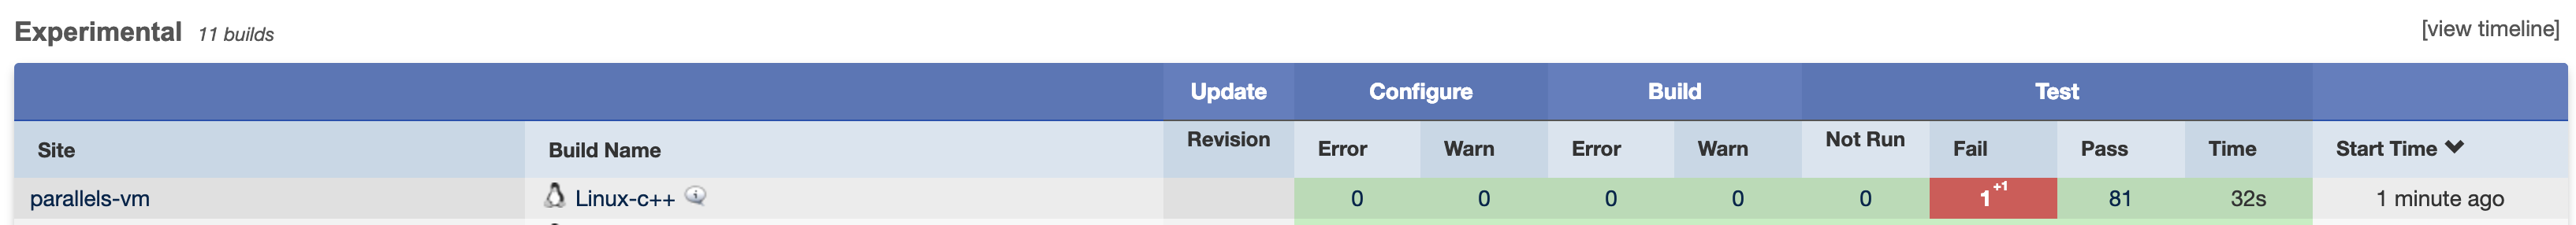 Experimental 11 builds [view timeline]
Update Configure Build Test
Site Build Name Revision Error Warn Error Warn Not Run Fail Pass Time Start Time
parallels-vm Linux-c++ 0 0 0 0 0 1 +1 81 32s 1 minute ago